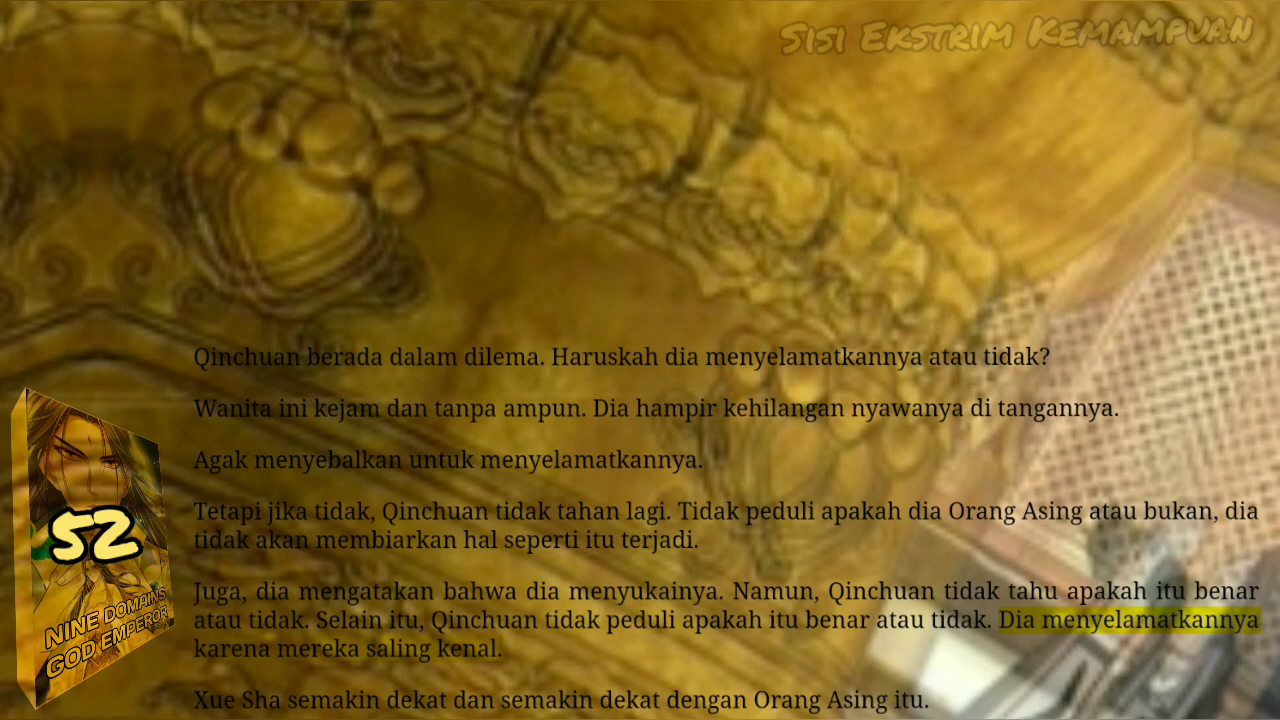 Sisi Ekstrim Kemampuan
Qinchuan berada dalam dilema. Haruskah dia menyelamatkannya atau tidak?
Wanita ini kejam dan tanpa ampun. Dia hampir kehilangan nyawanya di tangannya.
Agak menyebalkan untuk menyelamatkannya.
Tetapi jika tidak, Qinchuan tidak tahan lagi. Tidak peduli apakah dia Orang Asing atau bukan, dia
tidak akan membiarkan hal seperti itu terjadi.
Juga, dia mengatakan bahwa dia menyukainya. Namun, Qinchuan tidak tahu apakah itu benar
atau tidak. Selain itu, Qinchuan tidak peduli apakah itu benar atau tidak. Dia menyelamatkannya
karena mereka saling kenal.
Xue Sha semakin dekat dan semakin dekat dengan Orang Asing itu.
52
NINE DOMAINS
GOD EMPEROR